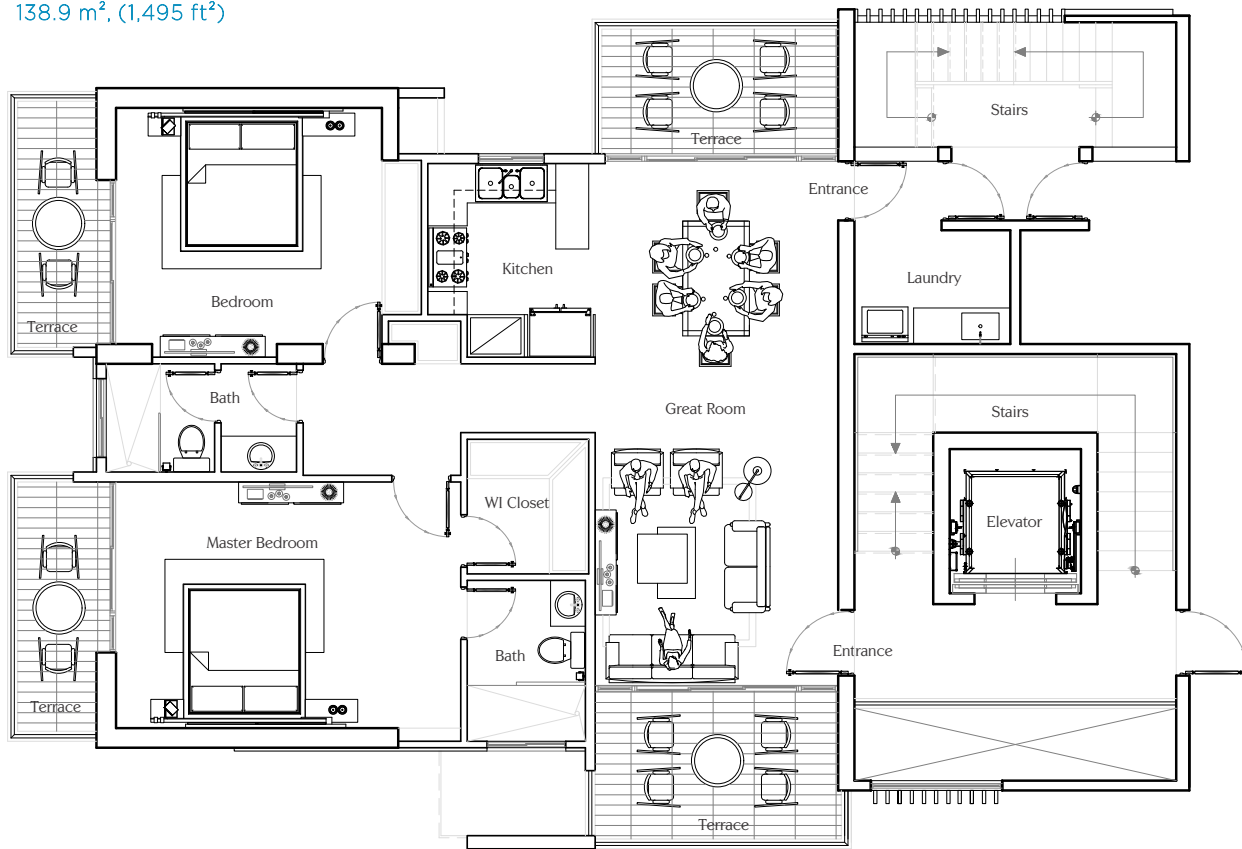 138.9 m², (1,495 ft²)
Terrace
Stairs
Entrance
Kitchen
Laundry
Bedroom
Terrace
Bath
Great Room
Stairs
WI Closet
Elevator
Master Bedroom
Bath
Entrance
Terrace
Terrace